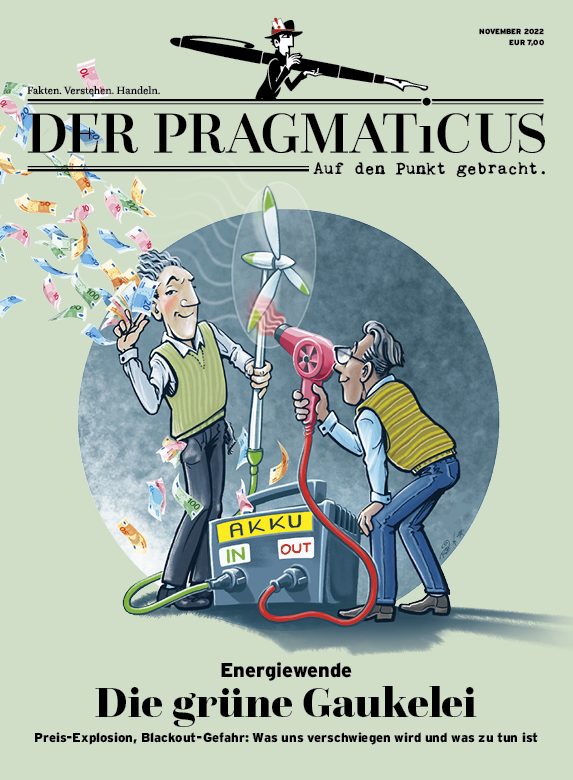 NOVEMBER 2022
EUR 7,00
Fakten. Verstehen. Handeln.
DER PRAGMATiCUS
Auf den Punkt gebracht.
AKKU
IN
OUT
Energiewende
Die grüne Gaukelei
Preis-Explosion, Blackout-Gefahr: Was uns verschwiegen wird und was zu tun ist